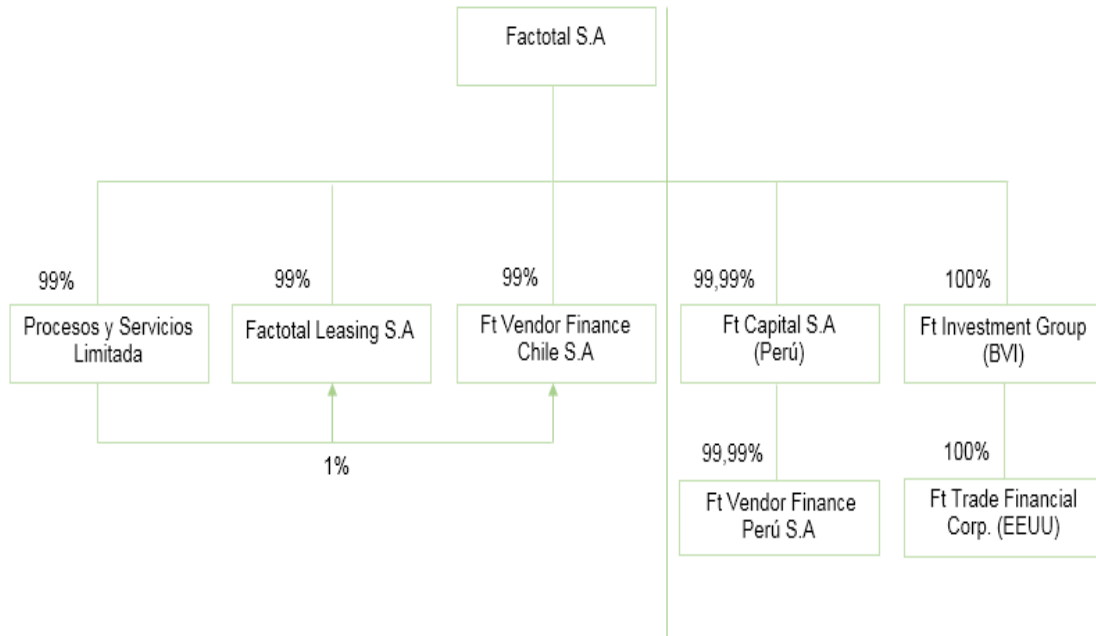 Factotal S.A
99%
99%
99%
99,99%
100%
Procesos y Servicios
Limitada
Factotal Leasing S.A
Ft Vendor Finance
Chile S.A
Ft Capital S.A
(Perú)
Ft Investment Group
(BVI)
1%
99,99%
100%
Ft Vendor Finance
Perú S.A
Ft Trade Financial
Corp. (EEUU)